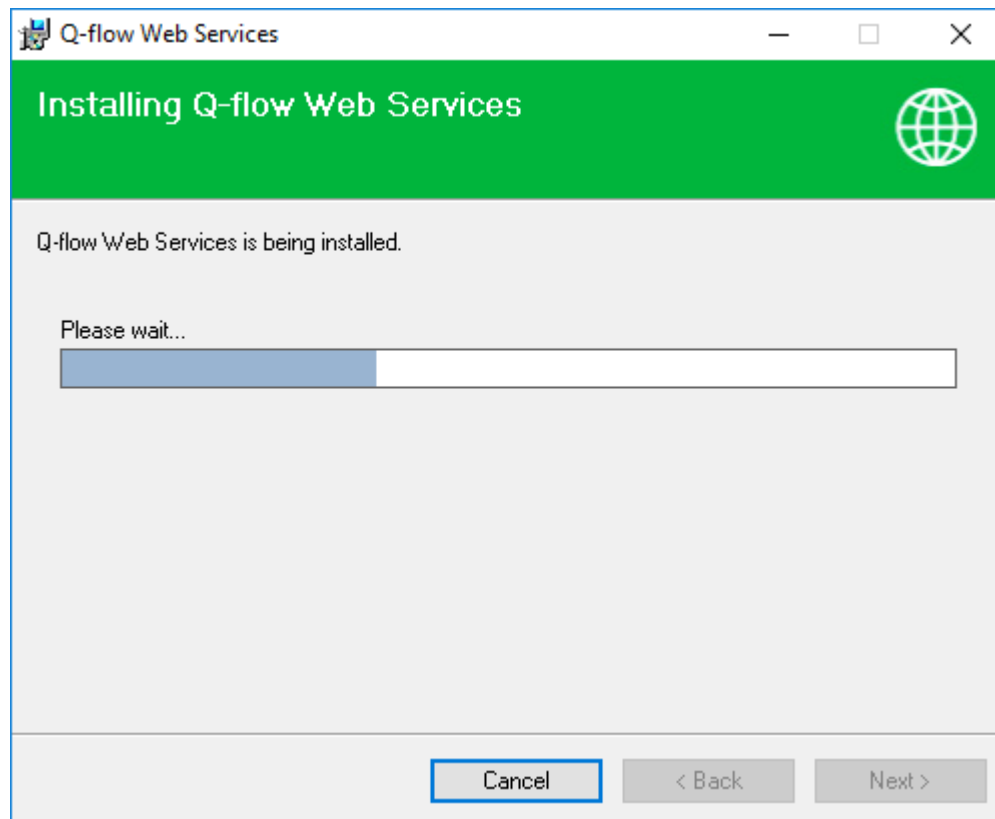 Q-flow Web Services
Installing Q-flow Web Services
Q-flow Web Services is being installed.
Please wait...
Cancel
< Back
Next >